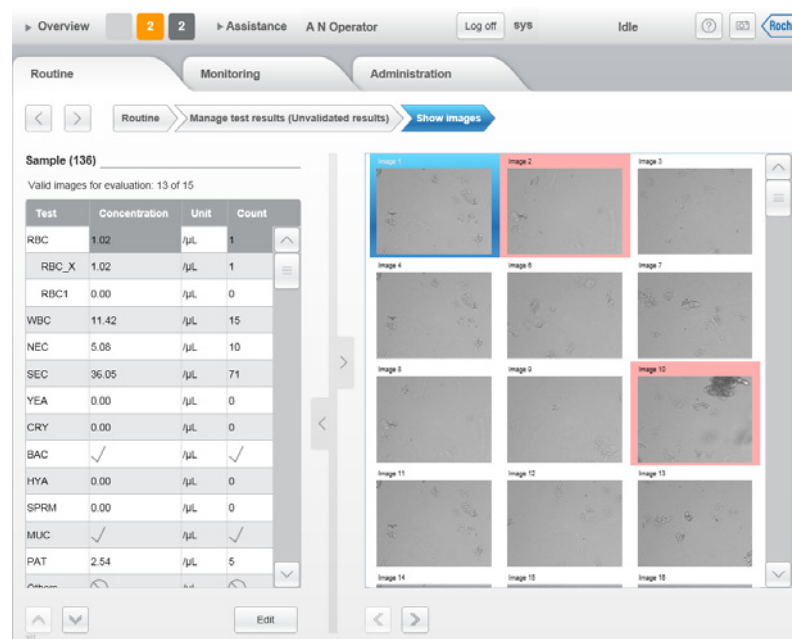 Overview
2
2
Assistance
A N Operator
Log off
sys
Idle
Roch
Routine
Monitoring
Administration
Routine
Manage test results (Unvalidated results)
Show images
Sample (136)
Valid images for evaluation: 13 of 15
Test Concentration Unit Count
RBC 1.02 /µL 1
RBC_X 1.02 /µL 1
RBC1 0.00 /µL 0
WBC 11.42 /µL 15
NEC 5.08 /µL 10
SEC 36.05 /µL 71
YEA 0.00 /µL 0
CRY 0.00 /µL 0
BAC /µL
HYA 0.00 /µL 0
SPRM 0.00 /µL 0
MUC /µL
PAT 2.54 /µL 5
Others /µL
Edit
Image 1 Image 2 Image 3
Image 4 Image 6 Image 7
Image 8 Image 9 Image 10
Image 11 Image 12 Image 13
Image 14 Image 15 Image 16